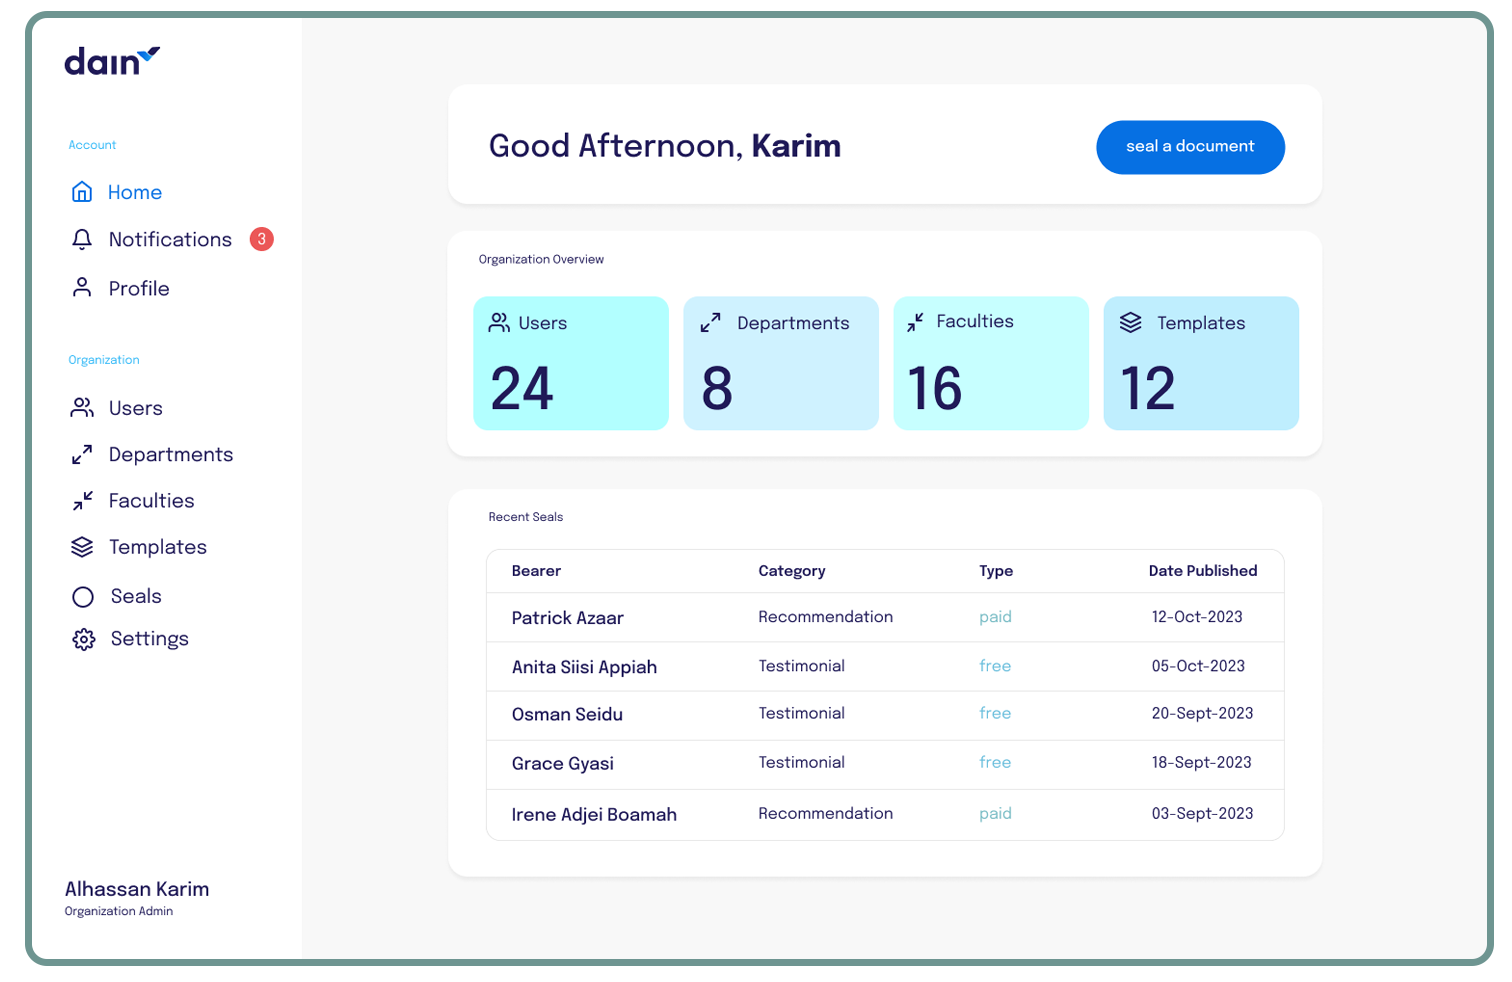 dain
Account
Home
Notifications 3
Profile
Organization
Users
Departments
Faculties
Templates
Seals
Settings
Alhassan Karim
Organization Admin
Good Afternoon, Karim
seal a document
Organization Overview
Users
24
Departments
8
Faculties
16
Templates
12
Recent Seals
Bearer Category Type Date Published
Patrick Azaar Recommendation paid 12-Oct-2023
Anita Siisi Appiah Testimonial free 05-Oct-2023
Osman Seidu Testimonial free 20-Sept-2023
Grace Gyasi Testimonial free 18-Sept-2023
Irene Adjei Boamah Recommendation paid 03-Sept-2023